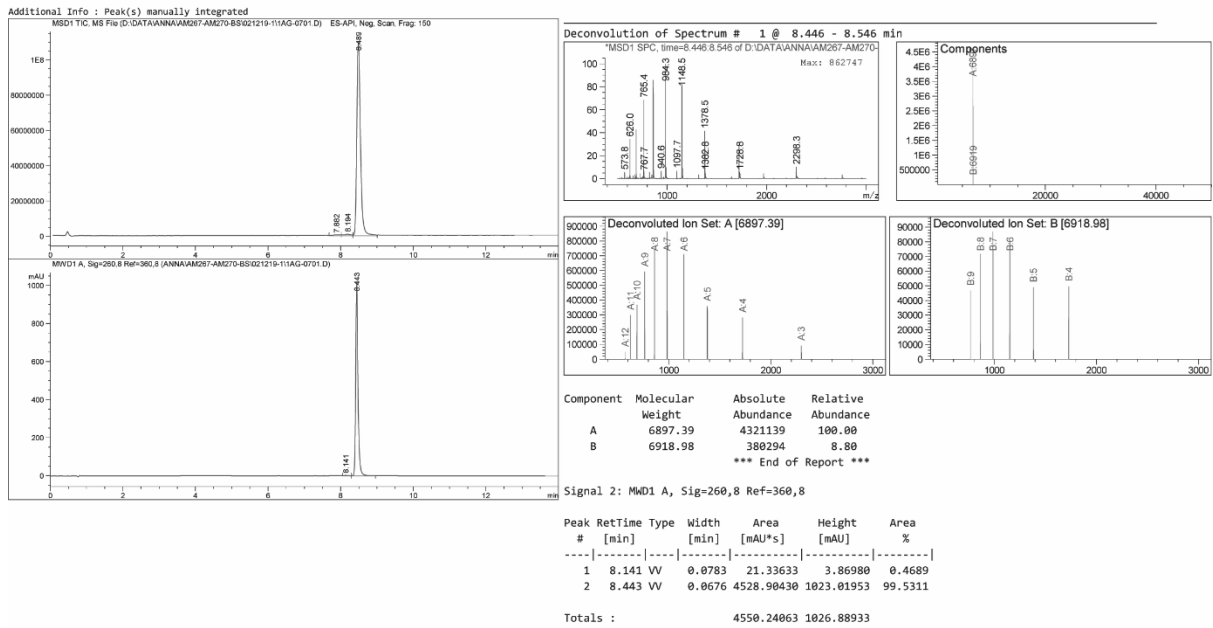 Additional Info : Peak(s) manually integrated
MSD1 TIC, MS File (D:\DATA\ANNA\AM267-AM270-BS\021219-1\1AG-0701.D) ES-API, Neg, Scan, Frag: 150
8.489
1E8
80000000
60000000
40000000
20000000
0
7.862
8.194
0 2 4 6 8 10 12 min
MWD1 A, Sig=260,8 Ref=360,8 (ANNA\AM267-AM270-BS\021219-1\1AG-0701.D)
mAU
8.443
1000
800
600
400
200
0
8.141
0 2 4 6 8 10 12 min
Deconvolution of Spectrum # 1 @ 8.446 - 8.546 min
*MSD1 SPC, time=8.446:8.546 of D:\DATA\ANNA\AM267-AM270-
Max: 862747
100
80
60
40
20
0
573.8
626.0
765.4
767.7
940.6
984.3
1097.7
1148.5
1378.5
1382.8
1728.8
2298.3
1000 2000 m/z
Components
4.5E6
4E6
3.5E6
3E6
2.5E6
2E6
1.5E6
1E6
500000
A:689
B:6919
20000 40000
Deconvoluted Ion Set: A [6897.39]
900000
800000
700000
600000
500000
400000
300000
200000
100000
0
A:12
A:11
A:10
A:9
A:8
A:7
A:6
A:5
A:4
A:3
1000 2000 3000
Deconvoluted Ion Set: B [6918.98]
90000
80000
70000
60000
50000
40000
30000
20000
10000
0
B:9
B:8
B:7
B:6
B:5
B:4
1000 2000 3000
Component Molecular Absolute Relative
Weight Abundance Abundance
A 6897.39 4321139 100.00
B 6918.98 380294 8.80
*** End of Report ***
Signal 2: MWD1 A, Sig=260,8 Ref=360,8
Peak RetTime Type Width Area Height Area
# [min] [min] [mAU*s] [mAU] %
----|-------|----|-------|----------|----------|--------|
1 8.141 VV 0.0783 21.33633 3.86980 0.4689
2 8.443 VV 0.0676 4528.90430 1023.01953 99.5311
Totals : 4550.24063 1026.88933